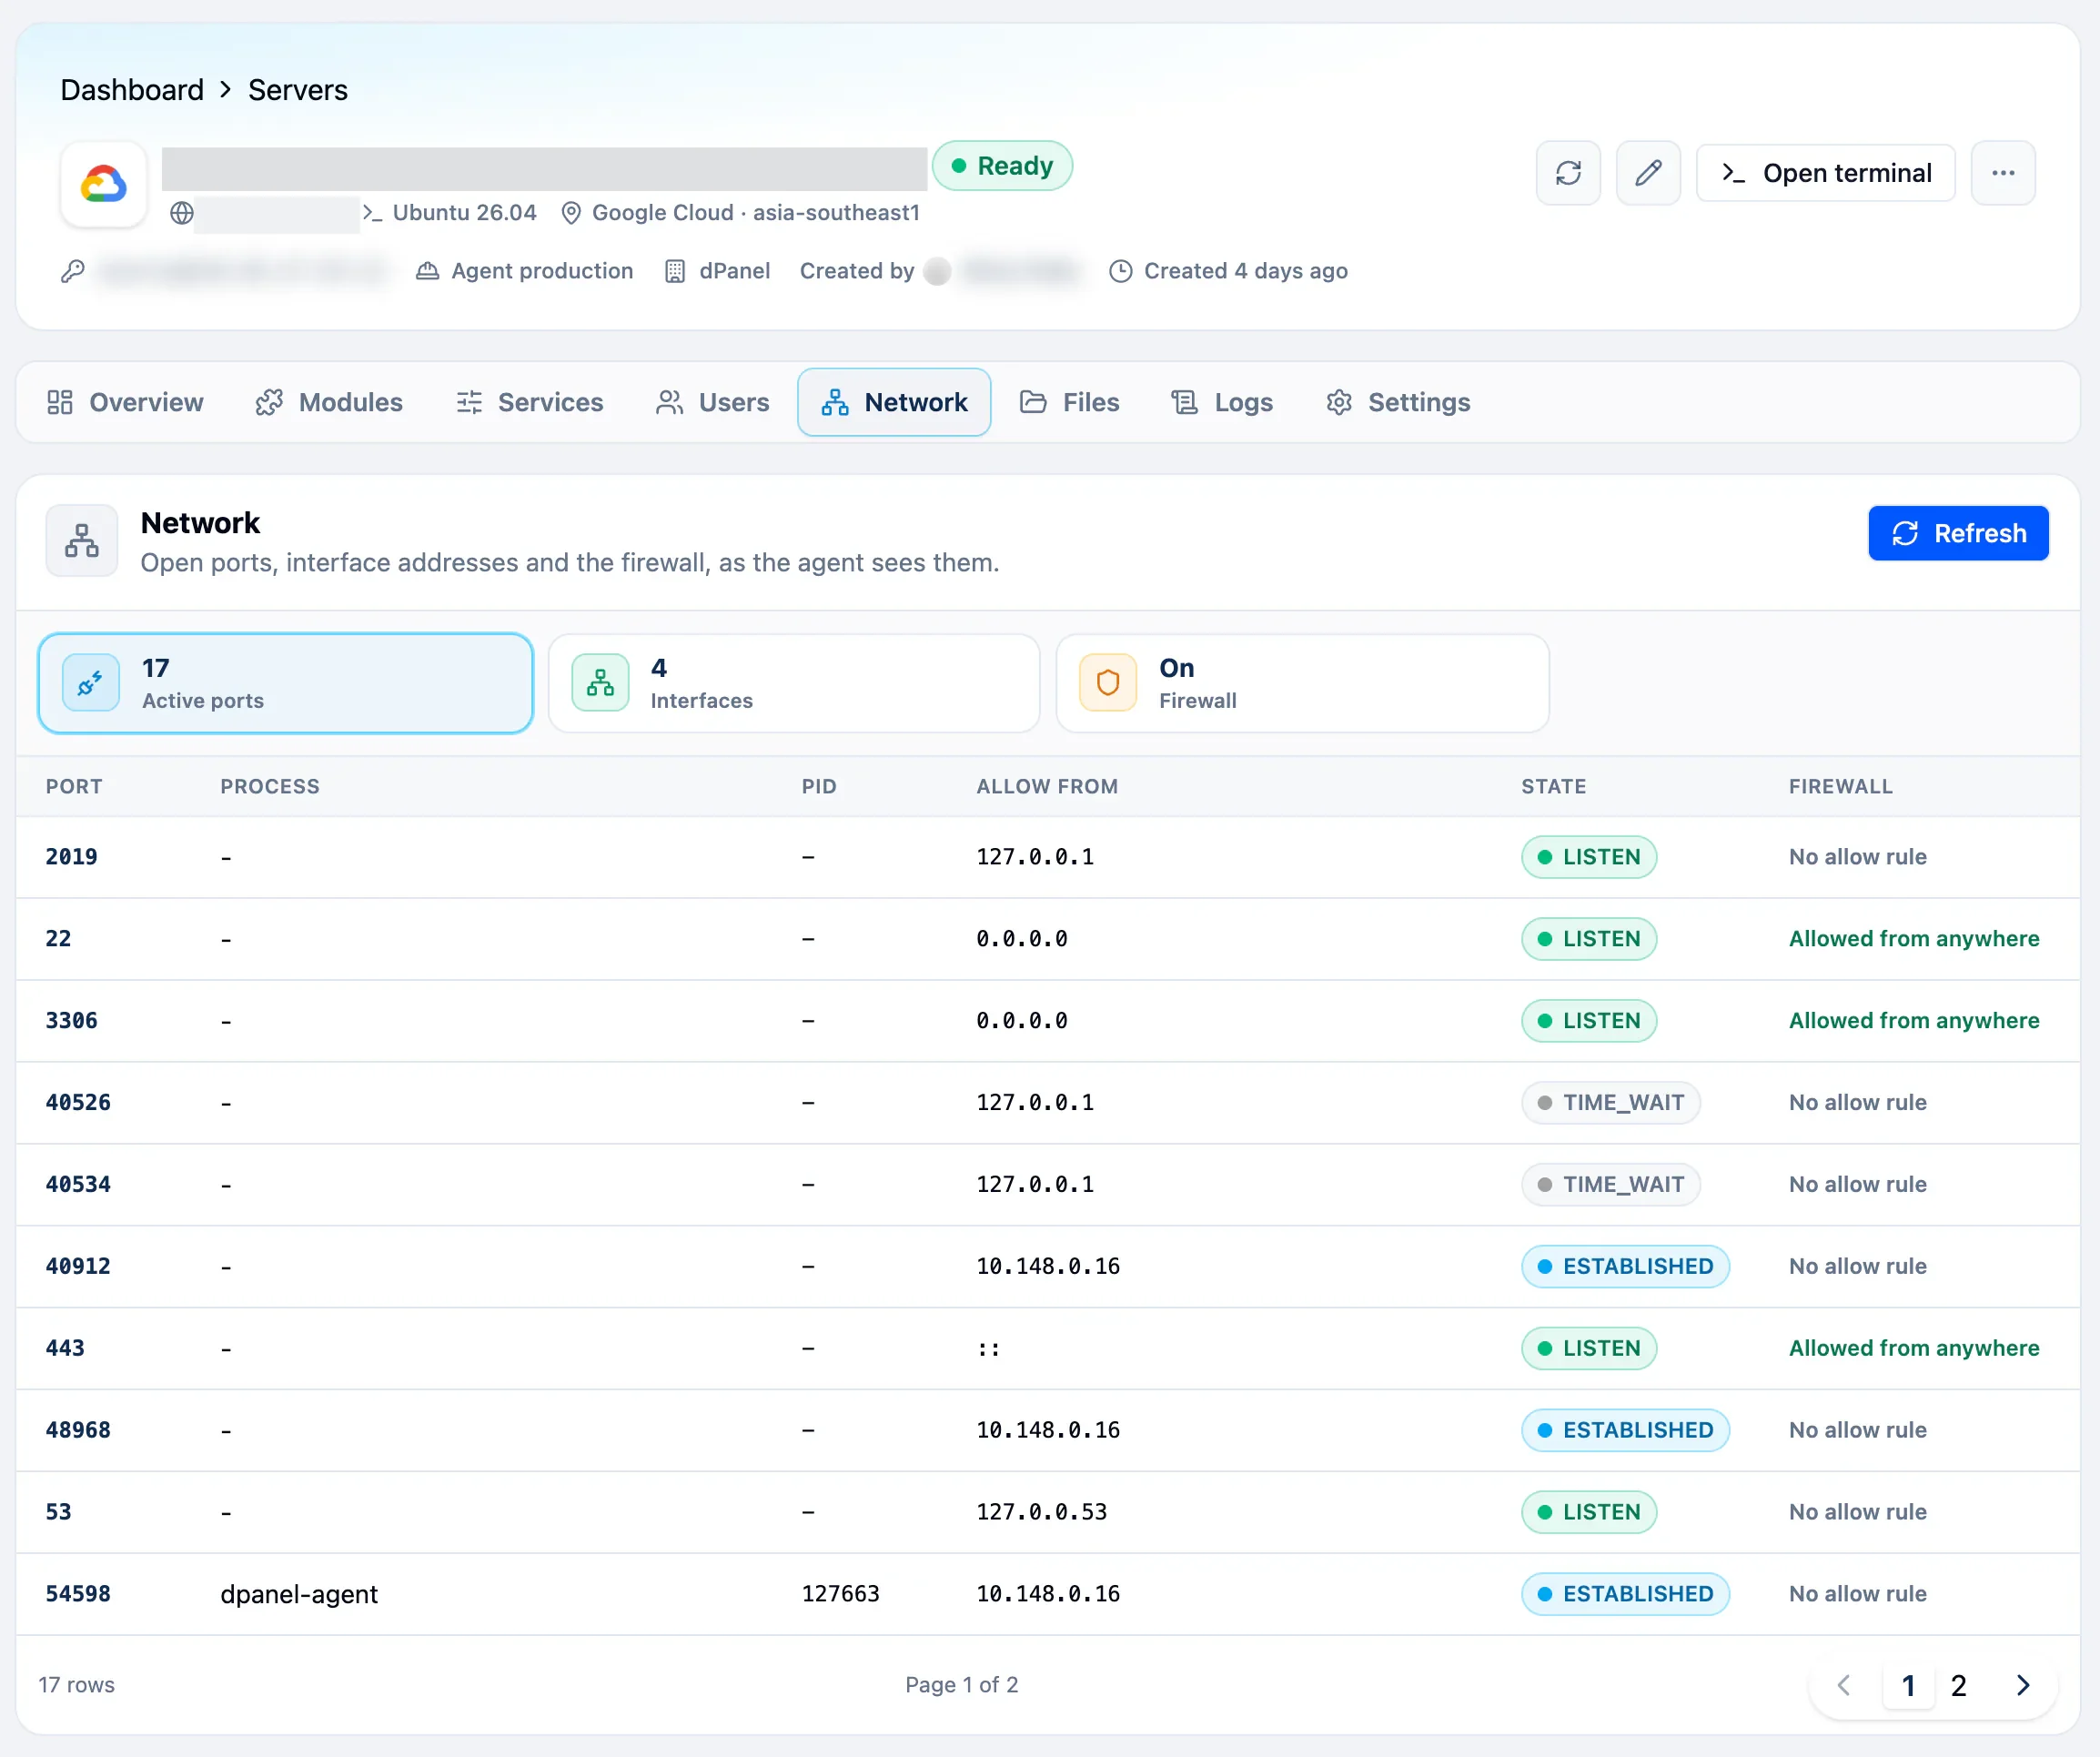 Dashboard > Servers
Ready
>_ Open terminal
>_ Ubuntu 26.04 Google Cloud · asia-southeast1
Agent production dPanel Created by Created 4 days ago
Overview Modules Services Users Network Files Logs Settings
Network
Open ports, interface addresses and the firewall, as the agent sees them.
Refresh
17
Active ports
4
Interfaces
On
Firewall
PORT PROCESS PID ALLOW FROM STATE FIREWALL
2019 - – 127.0.0.1 LISTEN No allow rule
22 - – 0.0.0.0 LISTEN Allowed from anywhere
3306 - – 0.0.0.0 LISTEN Allowed from anywhere
40526 - – 127.0.0.1 TIME_WAIT No allow rule
40534 - – 127.0.0.1 TIME_WAIT No allow rule
40912 - – 10.148.0.16 ESTABLISHED No allow rule
443 - – :: LISTEN Allowed from anywhere
48968 - – 10.148.0.16 ESTABLISHED No allow rule
53 - – 127.0.0.53 LISTEN No allow rule
54598 dpanel-agent 127663 10.148.0.16 ESTABLISHED No allow rule
17 rows Page 1 of 2 1 2